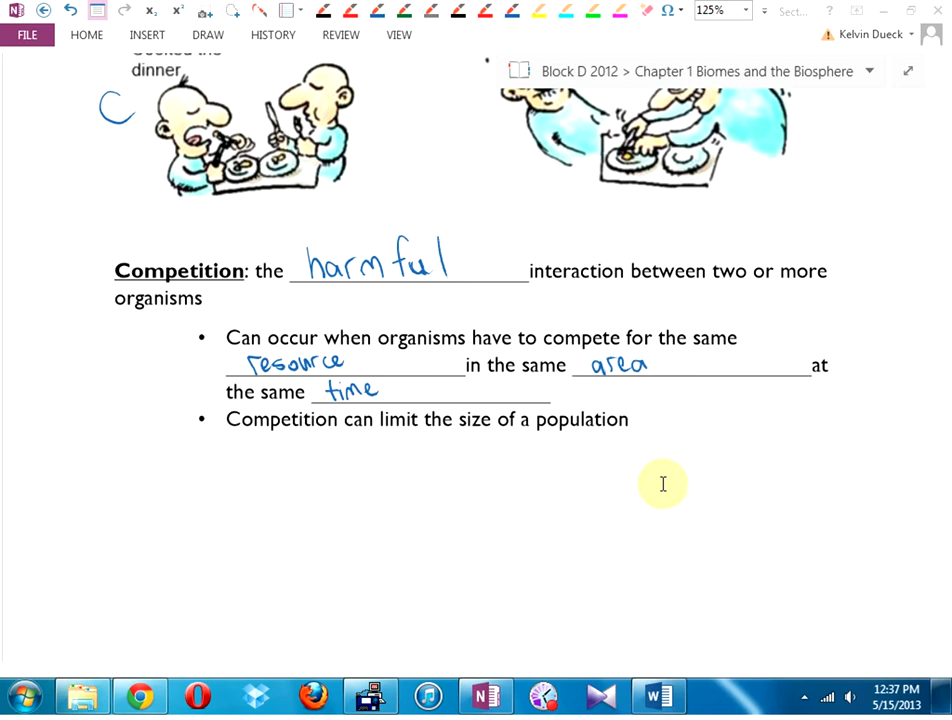 125%
Sect...
FILE HOME INSERT DRAW HISTORY REVIEW VIEW
Kelvin Dueck
dinner
Block D 2012 > Chapter 1 Biomes and the Biosphere
C
Competition: the harmful interaction between two or more
organisms
• Can occur when organisms have to compete for the same
resource in the same area at
the same time
• Competition can limit the size of a population
12:37 PM
5/15/2013